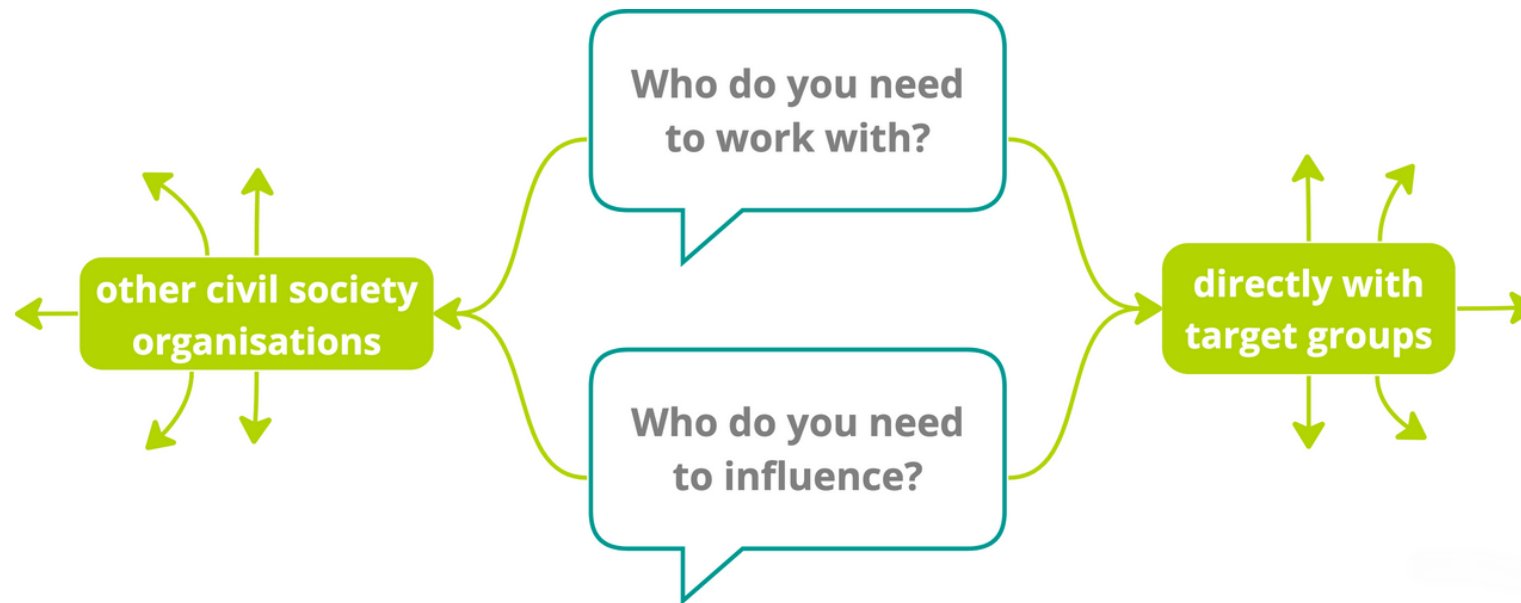 Who do you need
to work with?
other civil society
organisations
directly with
target groups
Who do you need
to influence?